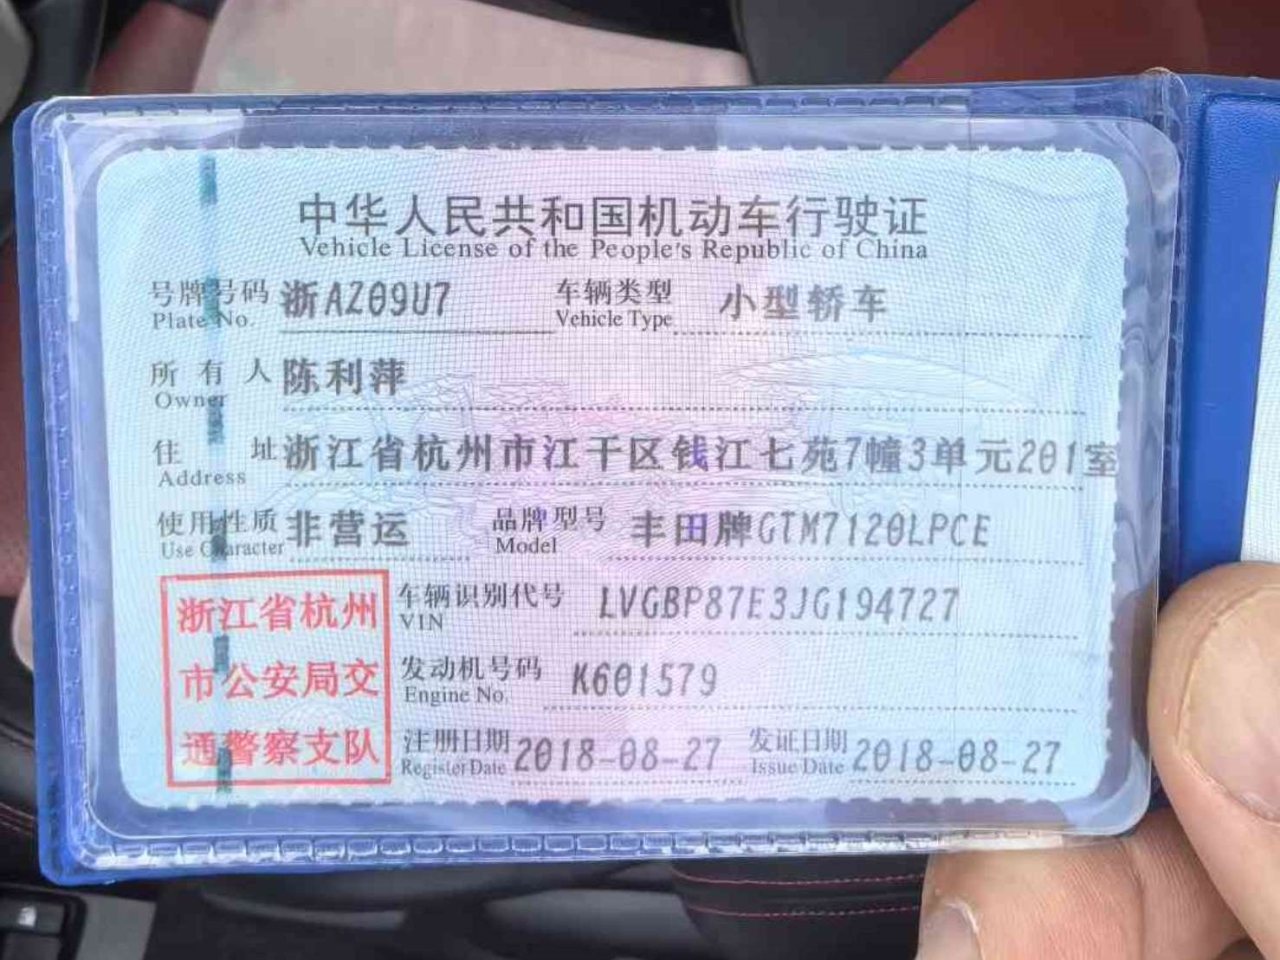 中华人民共和国机动车行驶证
Vehicle License of the People's Republic of China
号牌号码 浙AZ09U7 车辆类型 小型轿车
Plate No. Vehicle Type
所有人 陈利萍
Owner
住址 浙江省杭州市江干区钱江七苑7幢3单元201室
Address
使用性质 非营运 品牌型号 丰田牌GTM7120LPCE
Use Character Model
浙江省杭州
市公安局交
通警察支队
车辆识别代号 LVGBP87E3JG194727
VIN
发动机号码 K601579
Engine No.
注册日期 2018-08-27 发证日期 2018-08-27
Register Date Issue Date